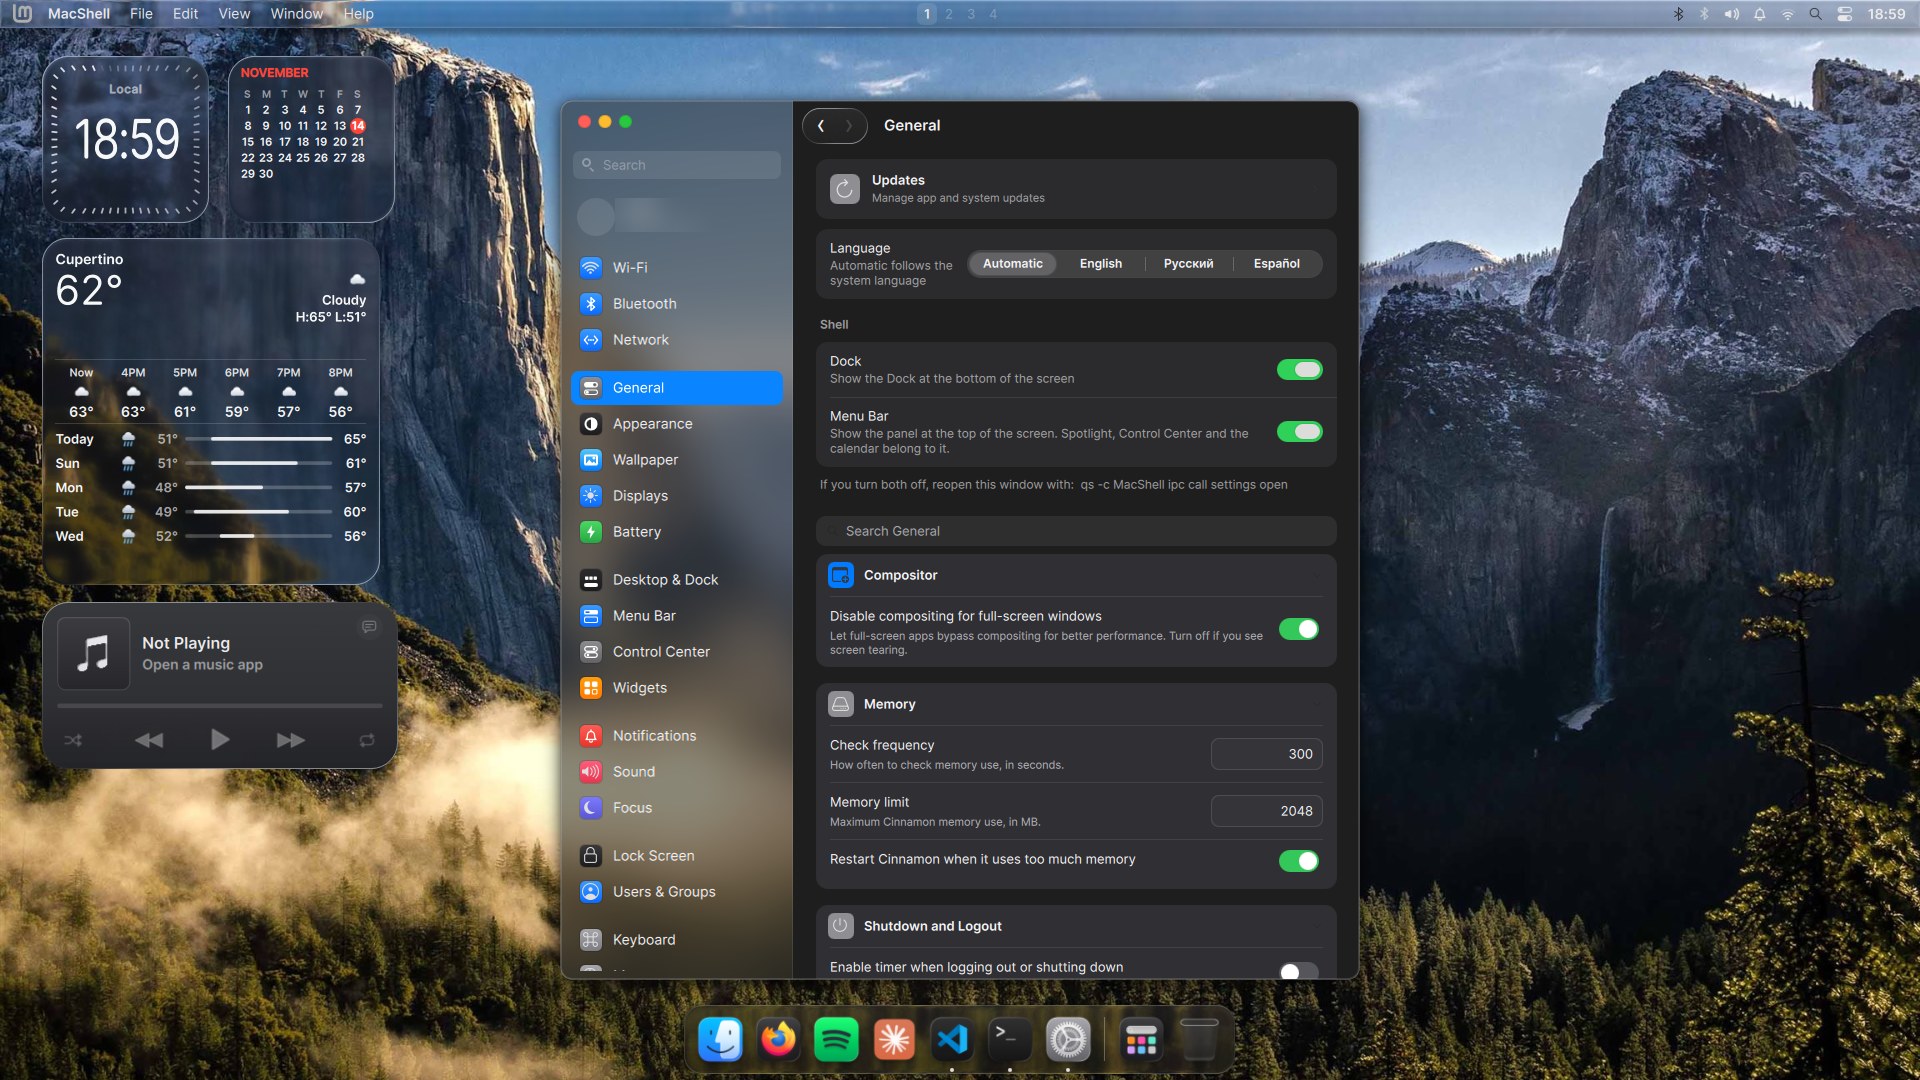 MacShell File Edit View Window Help
1 2 3 4
18:59
Local
18:59
NOVEMBER
S M T W T F S
1 2 3 4 5 6 7
8 9 10 11 12 13 14
15 16 17 18 19 20 21
22 23 24 25 26 27 28
29 30
Cupertino
62°
Cloudy
H:65° L:51°
Now 4PM 5PM 6PM 7PM 8PM
63° 63° 61° 59° 57° 56°
Today 51° 65°
Sun 51° 61°
Mon 48° 57°
Tue 49° 60°
Wed 52° 56°
Not Playing
Open a music app
Search
Wi-Fi
Bluetooth
Network
General
Appearance
Wallpaper
Displays
Battery
Desktop & Dock
Menu Bar
Control Center
Widgets
Notifications
Sound
Focus
Lock Screen
Users & Groups
Keyboard
General
Updates
Manage app and system updates
Language
Automatic follows the
system language
Automatic English Русский Español
Shell
Dock
Show the Dock at the bottom of the screen
Menu Bar
Show the panel at the top of the screen. Spotlight, Control Center and the
calendar belong to it.
If you turn both off, reopen this window with: qs -c MacShell ipc call settings open
Search General
Compositor
Disable compositing for full-screen windows
Let full-screen apps bypass compositing for better performance. Turn off if you see
screen tearing.
Memory
Check frequency
How often to check memory use, in seconds.
300
Memory limit
Maximum Cinnamon memory use, in MB.
2048
Restart Cinnamon when it uses too much memory
Shutdown and Logout
Enable timer when logging out or shutting down